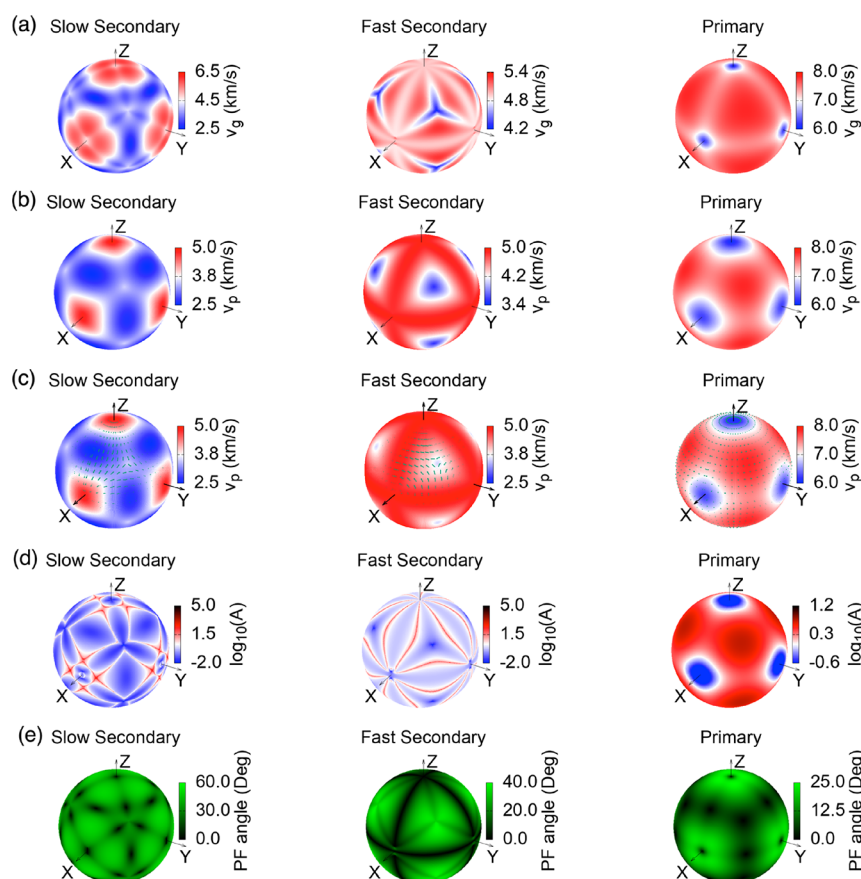 (a) Slow Secondary Fast Secondary Primary
Z Z Z
6.5 5.4 8.0
4.5 4.8 7.0
2.5 4.2 6.0
vg (km/s) vg (km/s) vg (km/s)
X Y X Y X Y
(b) Slow Secondary Fast Secondary Primary
Z Z Z
5.0 5.0 8.0
3.8 4.2 7.0
2.5 3.4 6.0
vp (km/s) vp (km/s) vp (km/s)
X Y X Y X Y
(c) Slow Secondary Fast Secondary Primary
Z Z Z
5.0 5.0 8.0
3.8 3.8 7.0
2.5 2.5 6.0
vp (km/s) vp (km/s) vp (km/s)
X Y X Y X Y
(d) Slow Secondary Fast Secondary Primary
Z Z Z
5.0 5.0 1.2
1.5 1.5 0.3
-2.0 -2.0 -0.6
log10(A) log10(A) log10(A)
X Y X Y X Y
(e) Slow Secondary Fast Secondary Primary
Z Z Z
60.0 40.0 25.0
30.0 20.0 12.5
0.0 0.0 0.0
PF angle (Deg) PF angle (Deg) PF angle (Deg)
X Y X Y X Y